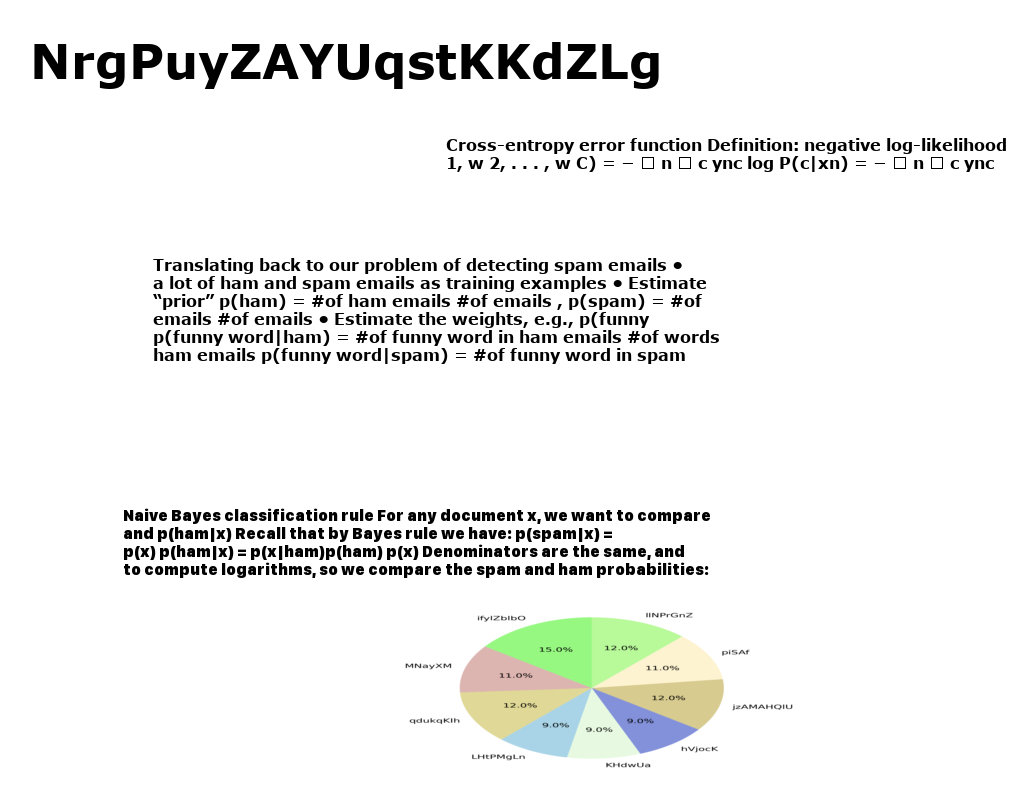 NrgPuyZAYUqstKKdZLg
Cross-entropy error function Definition: negative log-likelihood
1, w 2, . . . , w C) = − □ n □ c ync log P(c|xn) = − □ n □ c ync
Translating back to our problem of detecting spam emails •
a lot of ham and spam emails as training examples • Estimate
“prior” p(ham) = #of ham emails #of emails , p(spam) = #of
emails #of emails • Estimate the weights, e.g., p(funny
p(funny word|ham) = #of funny word in ham emails #of words
ham emails p(funny word|spam) = #of funny word in spam
Naive Bayes classification rule For any document x, we want to compare
and p(ham|x) Recall that by Bayes rule we have: p(spam|x) =
p(x) p(ham|x) = p(x|ham)p(ham) p(x) Denominators are the same, and
to compute logarithms, so we compare the spam and ham probabilities:
15.0%
MNayXM
11.0%
qdukqKIh
12.0%
LHtPMgLn
9.0%
KHdwUa
9.0%
hVjocK
9.0%
jzAMAHQIU
12.0%
piSAf
11.0%
12.0%